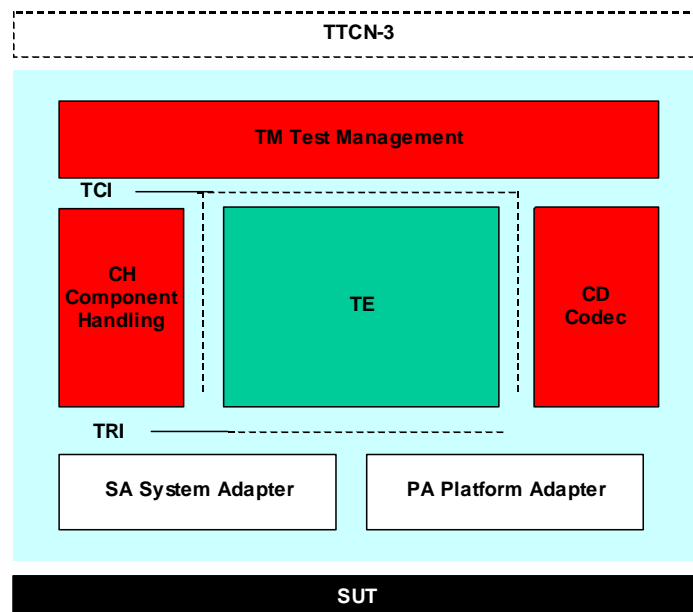 TTCN-3
TM Test Management
TCI
CH
Component
Handling
TE
CD
Codec
TRI
SA System Adapter
PA Platform Adapter
SUT